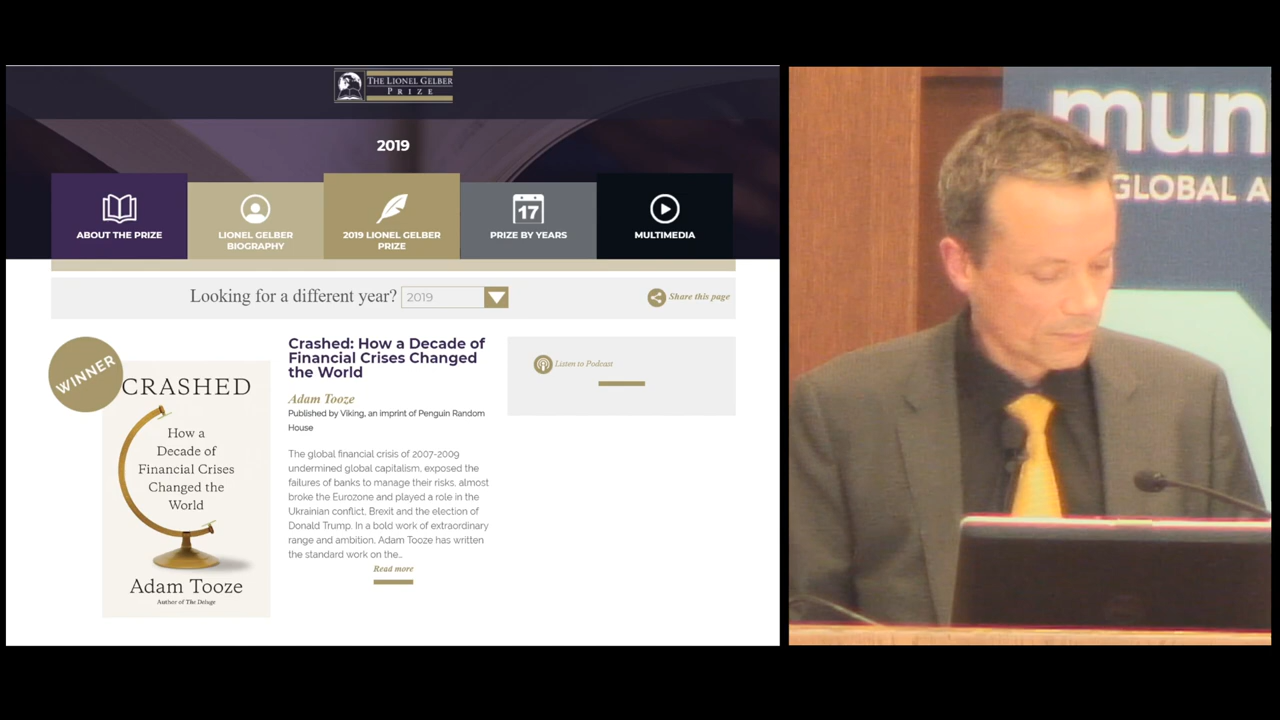 THE LIONEL GELBER
PRIZE
2019
ABOUT THE PRIZE
LIONEL GELBER
BIOGRAPHY
2019 LIONEL GELBER
PRIZE
17
PRIZE BY YEARS
MULTIMEDIA
Looking for a different year? 2019
Share this page
WINNER
CRASHED
How a
Decade of
Financial Crises
Changed the
World
Adam Tooze
Author of The Deluge
Crashed: How a Decade of
Financial Crises Changed
the World
Adam Tooze
Published by Viking, an imprint of Penguin Random
House
The global financial crisis of 2007-2009
undermined global capitalism, exposed the
failures of banks to manage their risks, almost
broke the Eurozone and played a role in the
Ukrainian conflict, Brexit and the election of
Donald Trump. In a bold work of extraordinary
range and ambition, Adam Tooze has written
the standard work on the...
Read more
Listen to Podcast
mun
GLOBAL A